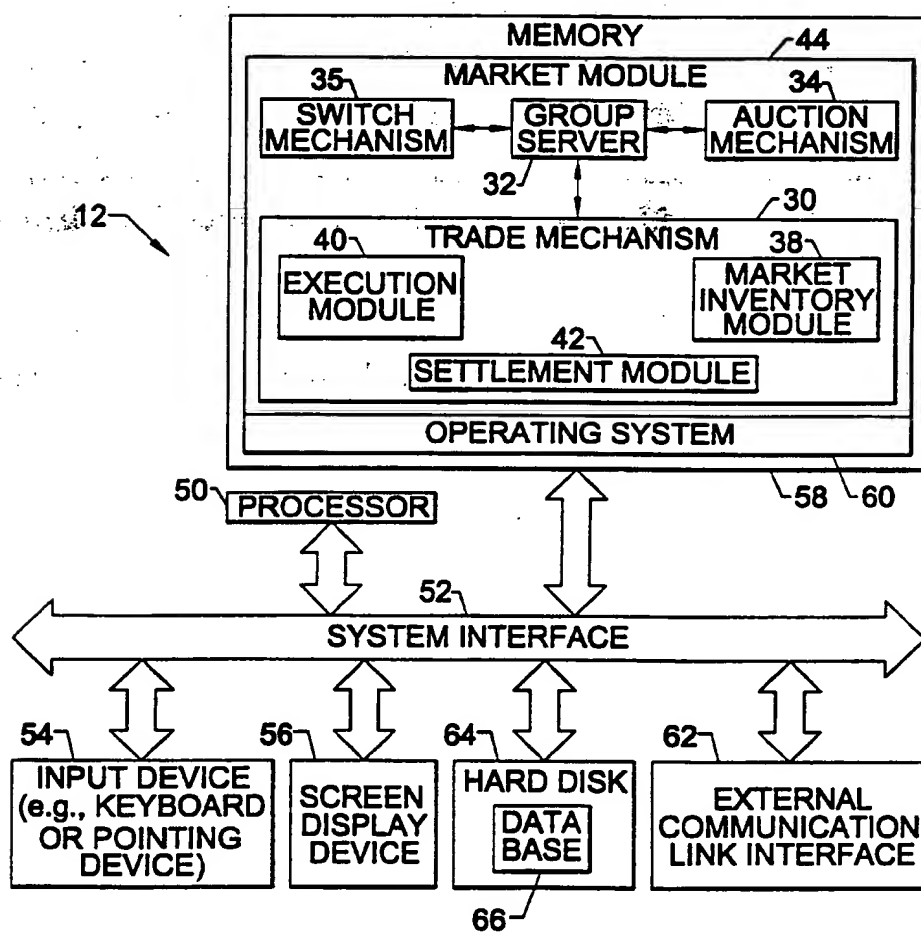 MEMORY
44
MARKET MODULE
35
34
SWITCH
MECHANISM
GROUP
SERVER
AUCTION
MECHANISM
32
12
30
TRADE MECHANISM
40
38
EXECUTION
MODULE
MARKET
INVENTORY
MODULE
42
SETTLEMENT MODULE
OPERATING SYSTEM
58
60
50
PROCESSOR
52
SYSTEM INTERFACE
54
56
64
62
INPUT DEVICE
(e.g., KEYBOARD
OR POINTING
DEVICE)
SCREEN
DISPLAY
DEVICE
HARD DISK
DATA
BASE
66
EXTERNAL
COMMUNICATION
LINK INTERFACE